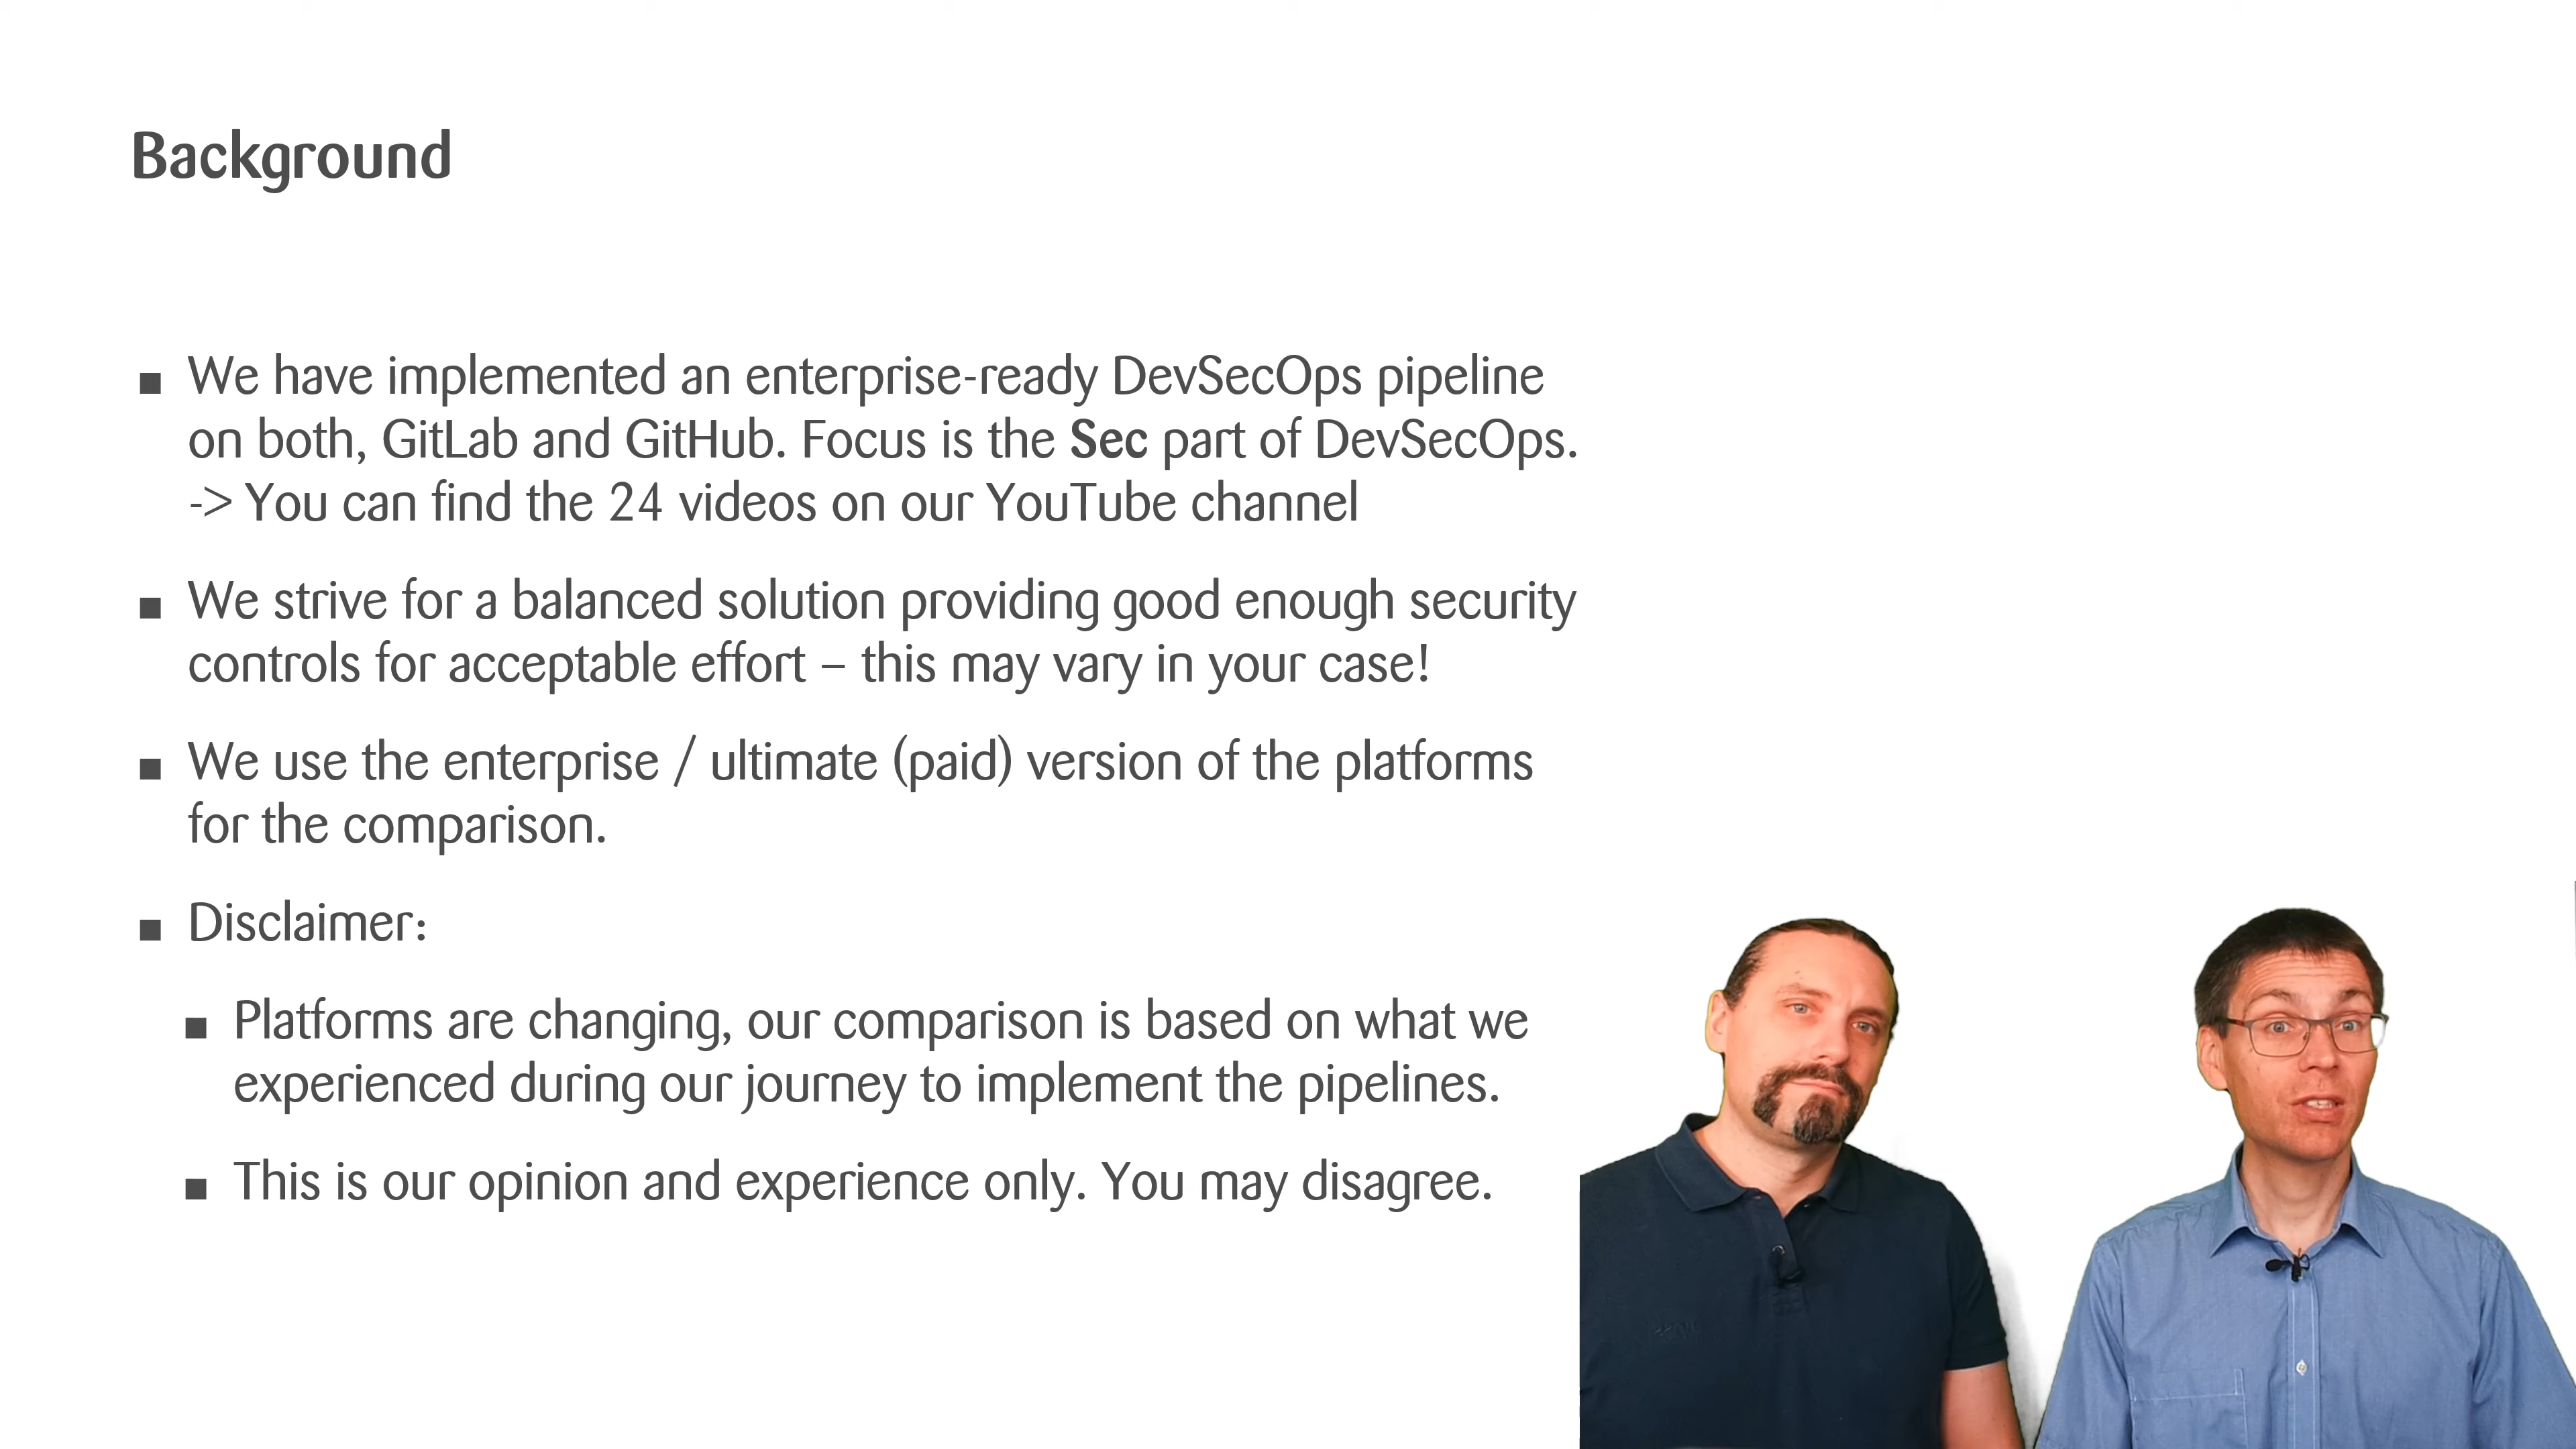 Background
■ We have implemented an enterprise-ready DevSecOps pipeline
on both, GitLab and GitHub. Focus is the Sec part of DevSecOps.
-> You can find the 24 videos on our YouTube channel
■ We strive for a balanced solution providing good enough security
controls for acceptable effort – this may vary in your case!
■ We use the enterprise / ultimate (paid) version of the platforms
for the comparison.
■ Disclaimer:
■ Platforms are changing, our comparison is based on what we
experienced during our journey to implement the pipelines.
■ This is our opinion and experience only. You may disagree.